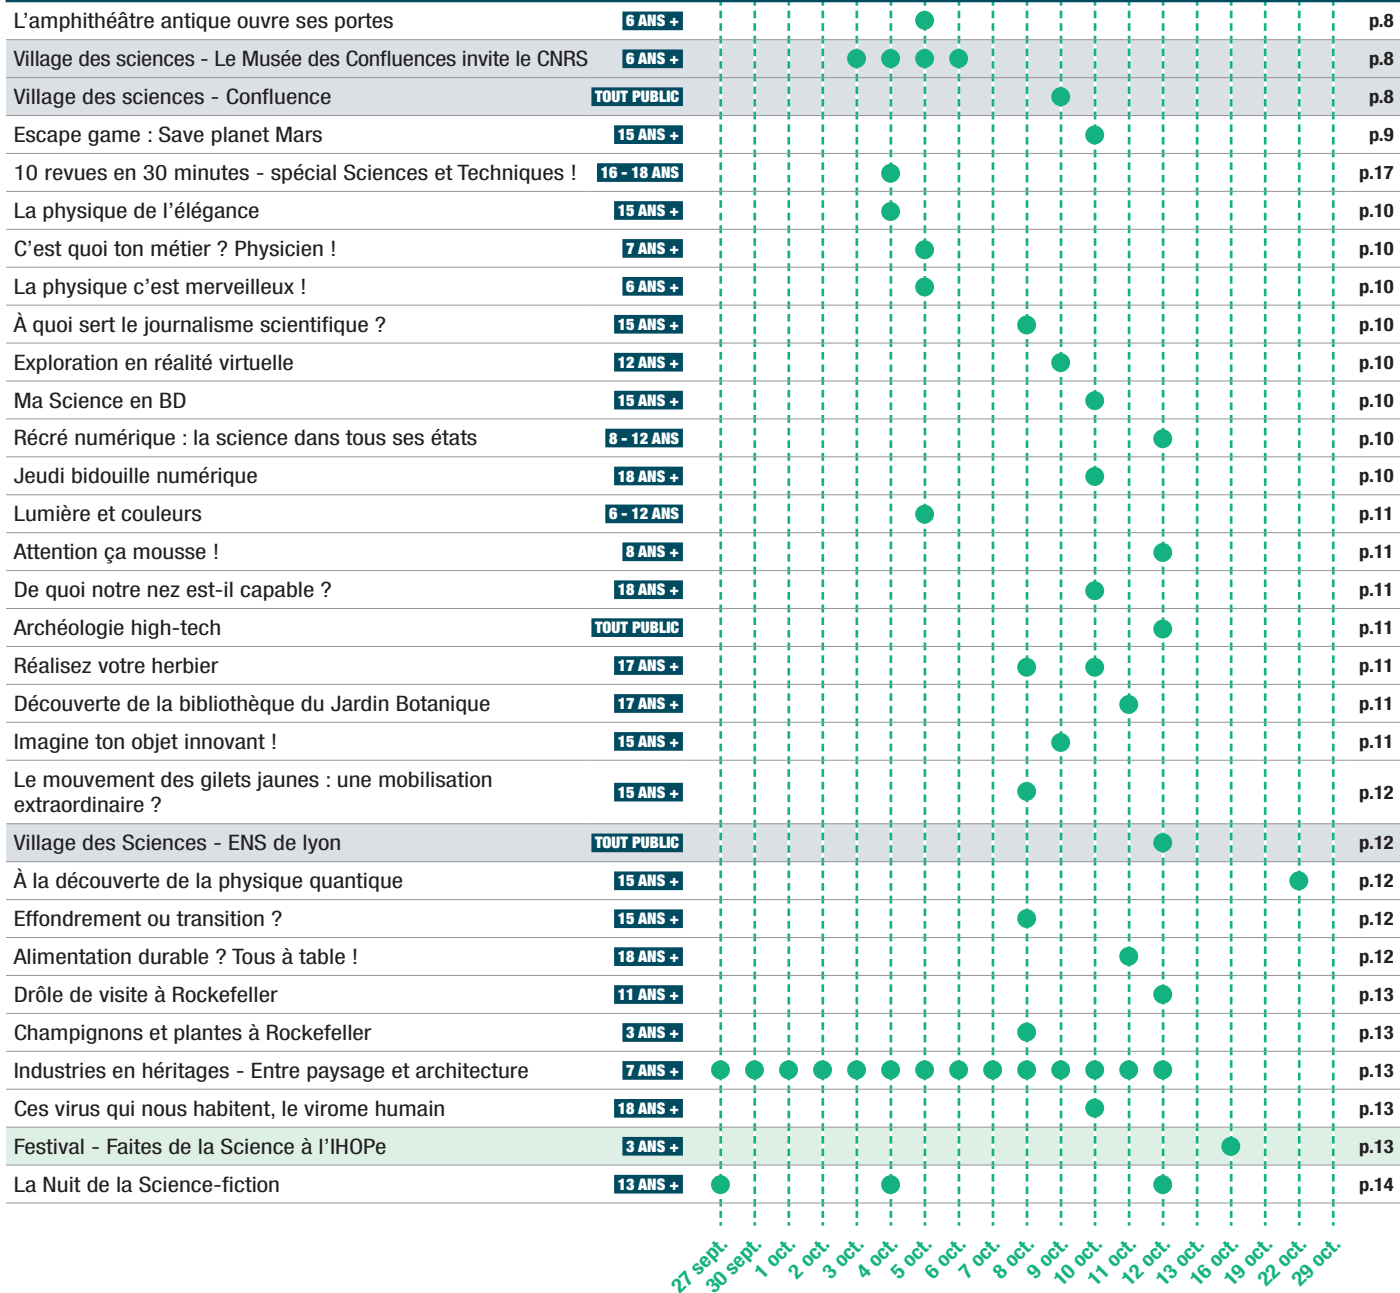 L’amphithéâtre antique ouvre ses portes 6 ANS + p.8
Village des sciences - Le Musée des Confluences invite le CNRS 6 ANS + p.8
Village des sciences - Confluence TOUT PUBLIC p.8
Escape game : Save planet Mars 15 ANS + p.9
10 revues en 30 minutes - spécial Sciences et Techniques ! 16 - 18 ANS p.17
La physique de l’élégance 15 ANS + p.10
C’est quoi ton métier ? Physicien ! 7 ANS + p.10
La physique c’est merveilleux ! 6 ANS + p.10
À quoi sert le journalisme scientifique ? 15 ANS + p.10
Exploration en réalité virtuelle 12 ANS + p.10
Ma Science en BD 15 ANS + p.10
Récré numérique : la science dans tous ses états 8 - 12 ANS p.10
Jeudi bidouille numérique 18 ANS + p.10
Lumière et couleurs 6 - 12 ANS p.11
Attention ça mousse ! 8 ANS + p.11
De quoi notre nez est-il capable ? 18 ANS + p.11
Archéologie high-tech TOUT PUBLIC p.11
Réalisez votre herbier 17 ANS + p.11
Découverte de la bibliothèque du Jardin Botanique 17 ANS + p.11
Imagine ton objet innovant ! 15 ANS + p.11
Le mouvement des gilets jaunes : une mobilisation
extraordinaire ? 15 ANS + p.12
Village des Sciences - ENS de lyon TOUT PUBLIC p.12
À la découverte de la physique quantique 15 ANS + p.12
Effondrement ou transition ? 15 ANS + p.12
Alimentation durable ? Tous à table ! 18 ANS + p.12
Drôle de visite à Rockefeller 11 ANS + p.13
Champignons et plantes à Rockefeller 3 ANS + p.13
Industries en héritages - Entre paysage et architecture 7 ANS + p.13
Ces virus qui nous habitent, le virome humain 18 ANS + p.13
Festival - Faites de la Science à l’IHOPe 3 ANS + p.13
La Nuit de la Science-fiction 13 ANS + p.14
27 sept. 30 sept. 1 oct. 2 oct. 3 oct. 4 oct. 5 oct. 6 oct. 7 oct. 8 oct. 9 oct. 10 oct. 11 oct. 12 oct. 13 oct. 16 oct. 19 oct. 22 oct. 29 oct.